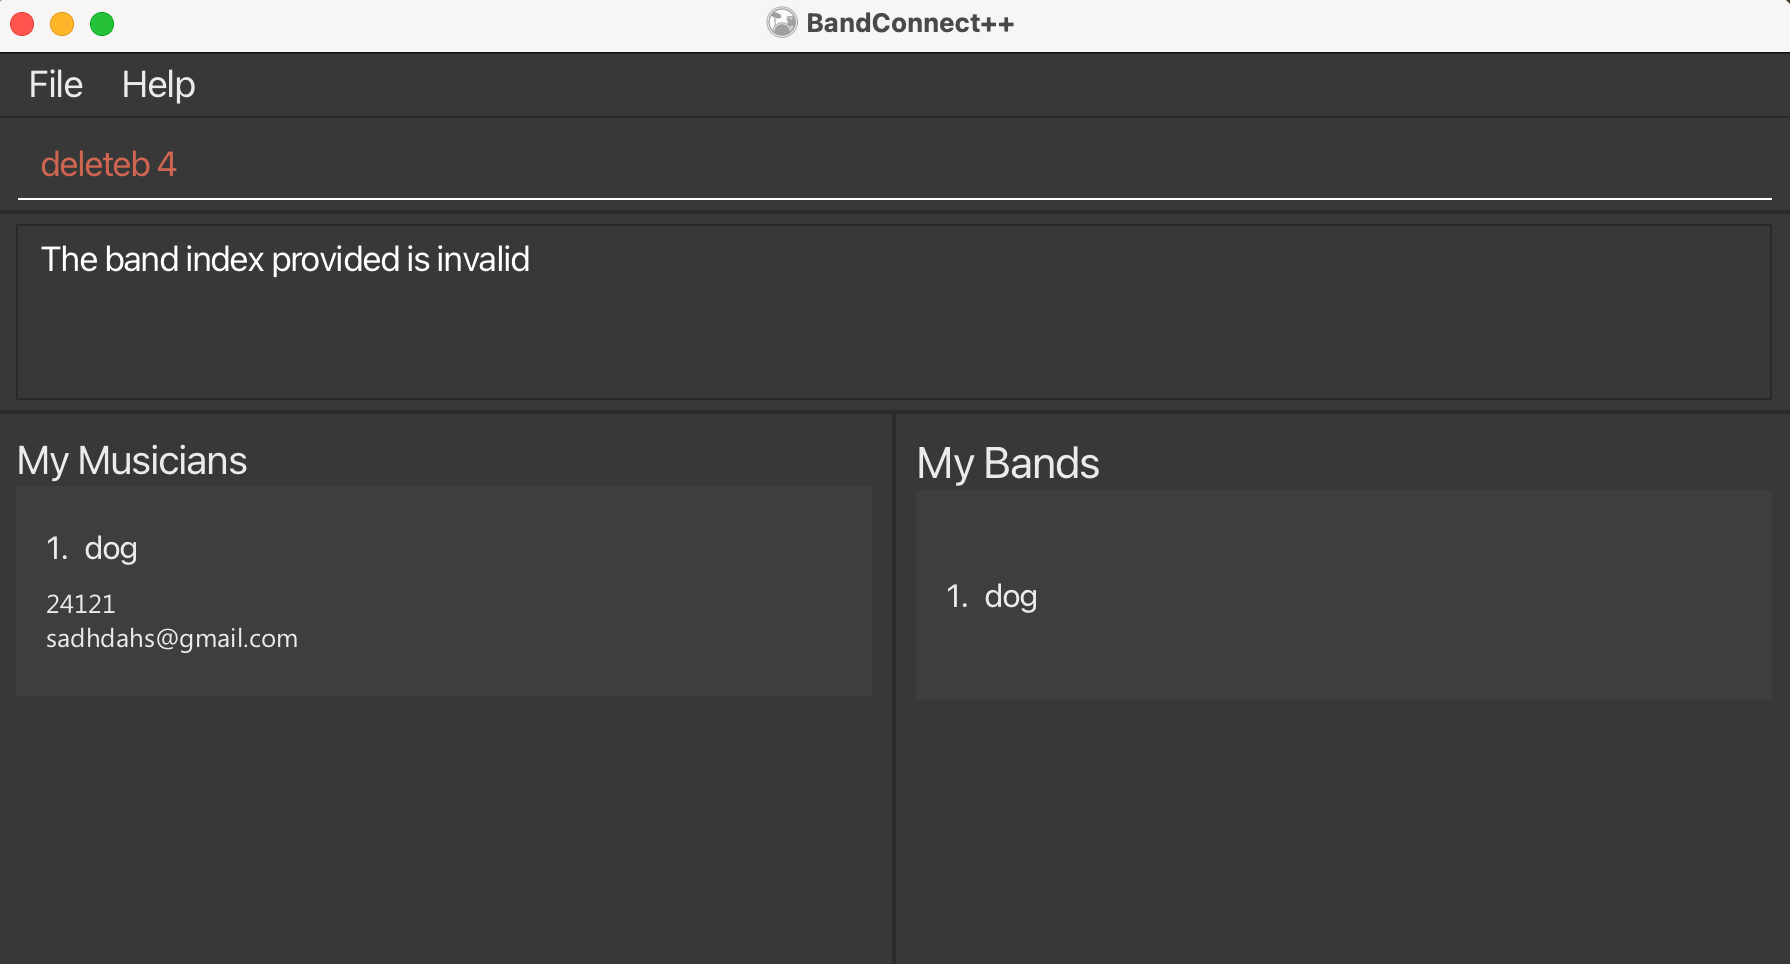 BandConnect++
File Help
deleteb 4
The band index provided is invalid
My Musicians
1. dog
24121
sadhdahs@gmail.com
My Bands
1. dog